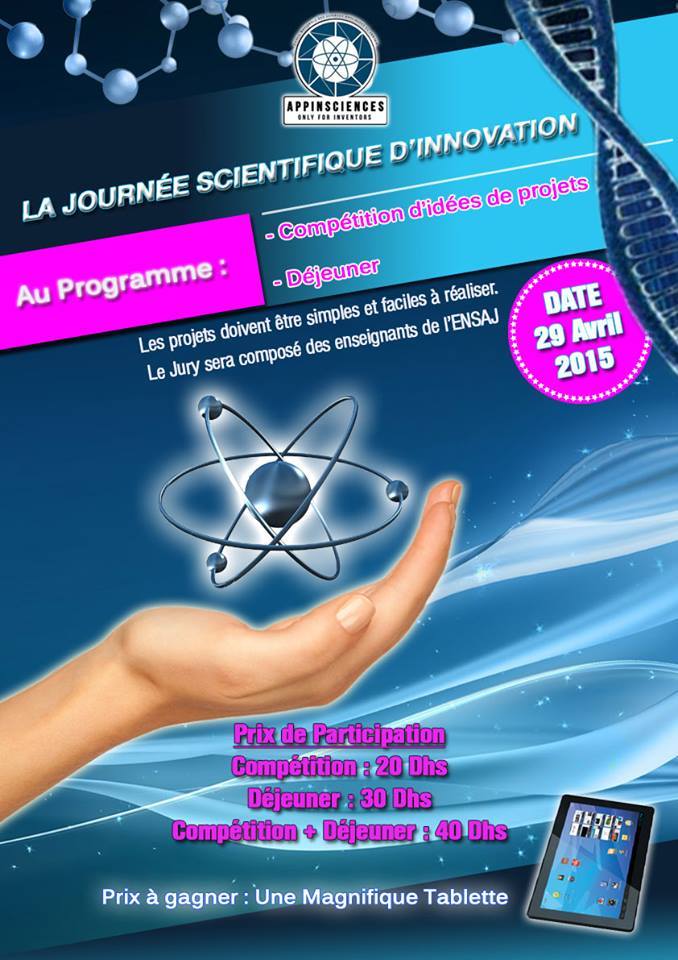 APPINSCIENCES
ONLY FOR INVENTORS
LA JOURNÉE SCIENTIFIQUE D'INNOVATION
Au Programme :
- Compétition d'idées de projets
- Déjeuner
Les projets doivent être simples et faciles à réaliser.
Le Jury sera composé des enseignants de l'ENSAJ
DATE
29 Avril
2015
Prix de Participation
Compétition : 20 Dhs
Déjeuner : 30 Dhs
Compétition + Déjeuner : 40 Dhs
Prix à gagner : Une Magnifique Tablette